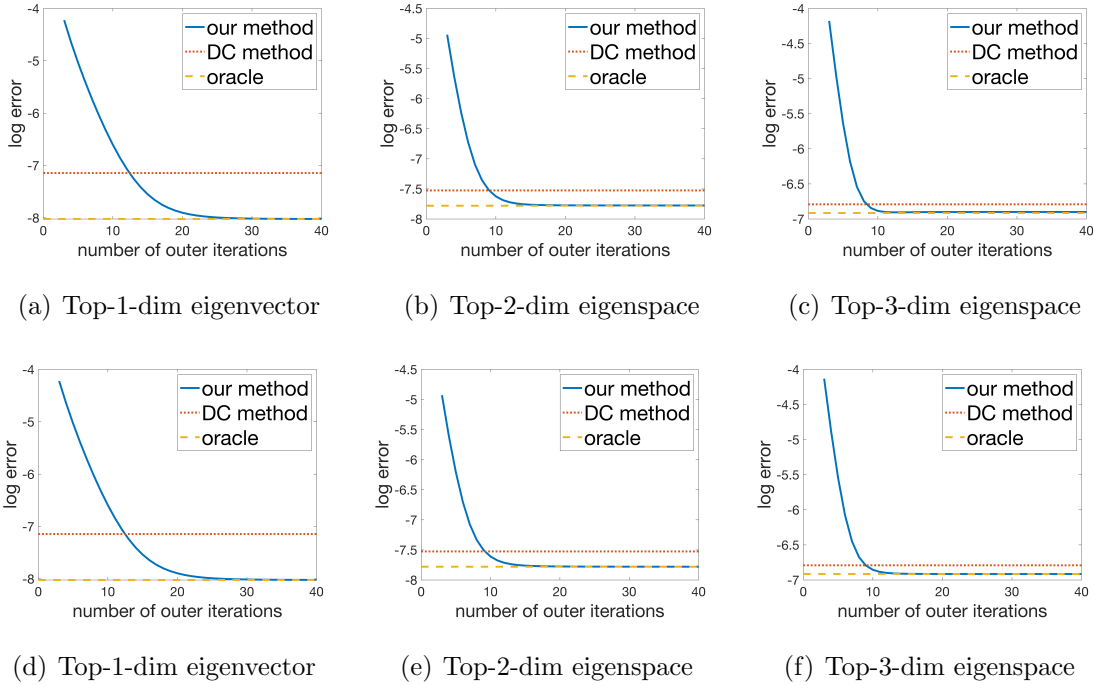 -4
-5
-6
-7
-8
0
10
20
30
40
log error
number of outer iterations
our method
DC method
oracle
(a) Top-1-dim eigenvector
-4.5
-5
-5.5
-6
-6.5
-7
-7.5
-8
0
10
20
30
40
log error
number of outer iterations
our method
DC method
oracle
(b) Top-2-dim eigenspace
-4
-4.5
-5
-5.5
-6
-6.5
-7
0
10
20
30
40
log error
number of outer iterations
our method
DC method
oracle
(c) Top-3-dim eigenspace
-4
-5
-6
-7
-8
0
10
20
30
40
log error
number of outer iterations
our method
DC method
oracle
(d) Top-1-dim eigenvector
-4.5
-5
-5.5
-6
-6.5
-7
-7.5
-8
0
10
20
30
40
log error
number of outer iterations
our method
DC method
oracle
(e) Top-2-dim eigenspace
-4
-4.5
-5
-5.5
-6
-6.5
-7
0
10
20
30
40
log error
number of outer iterations
our method
DC method
oracle
(f) Top-3-dim eigenspace